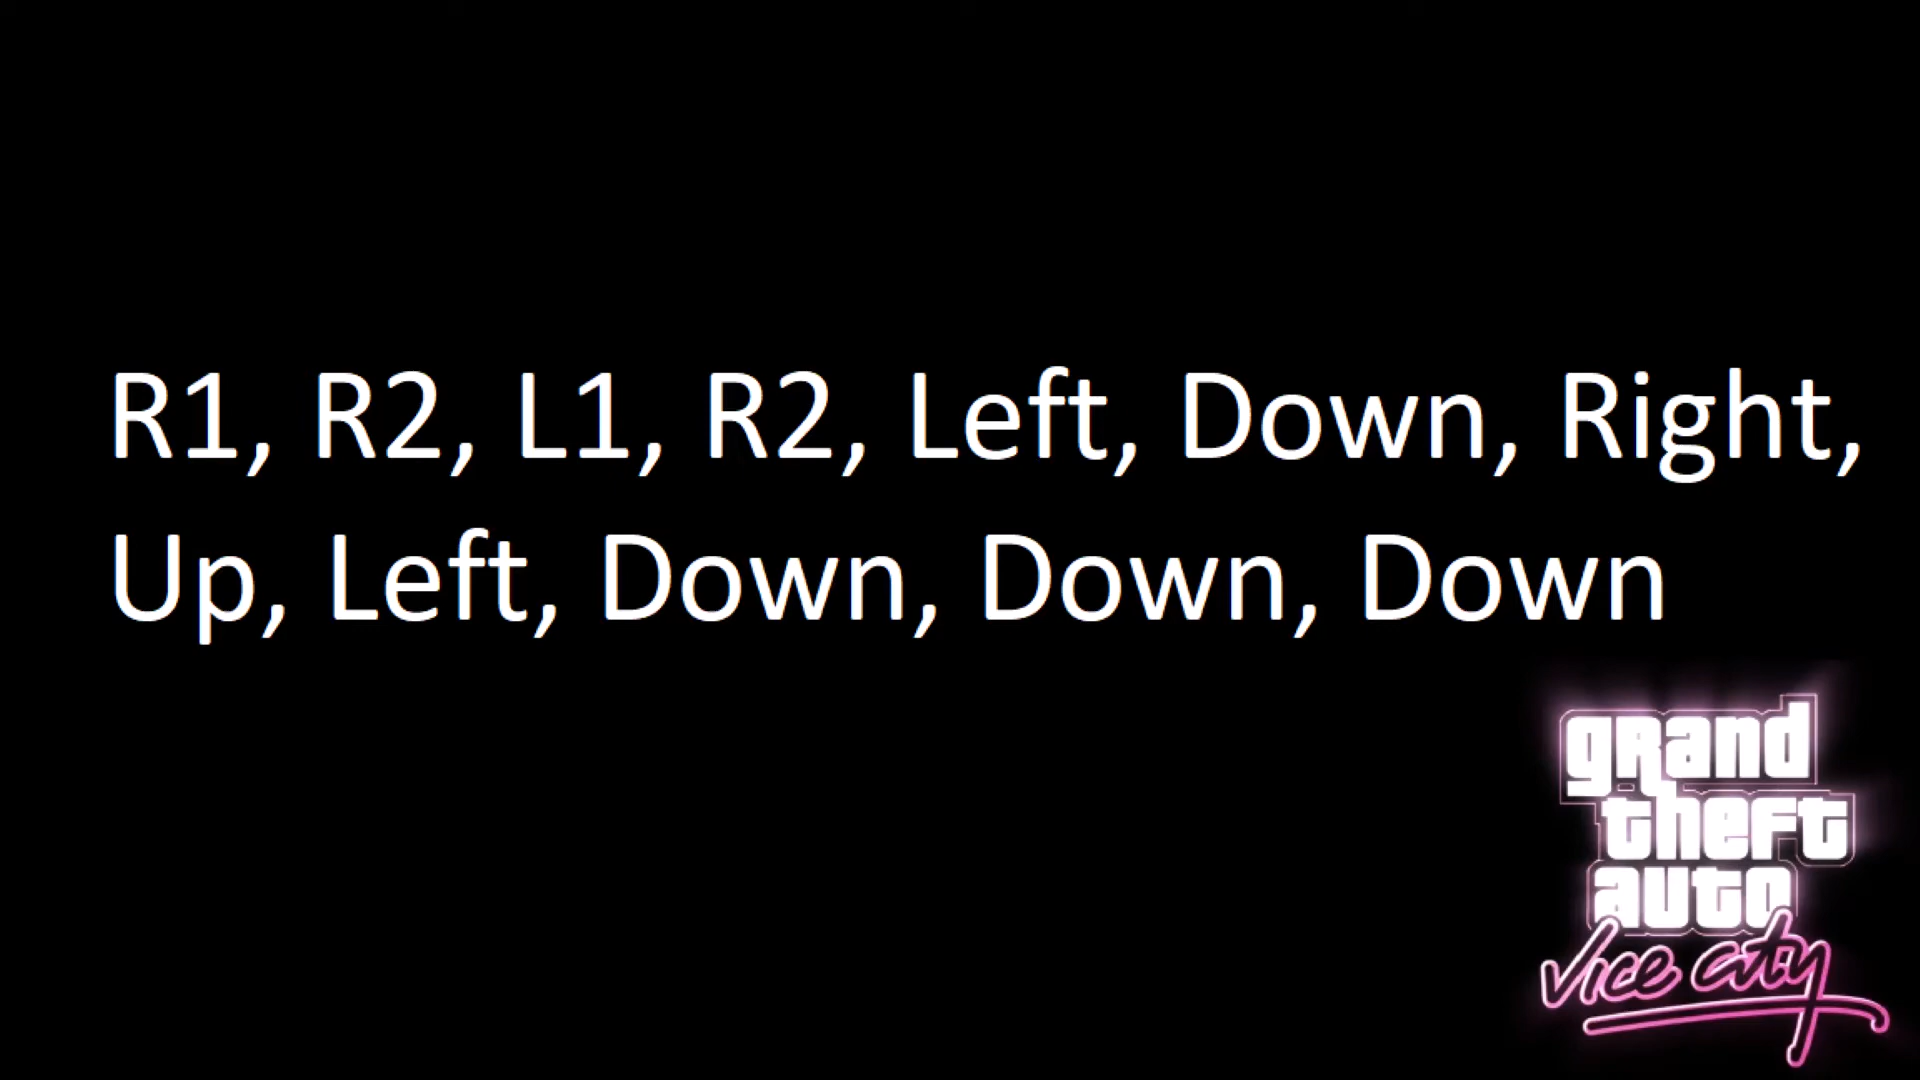 R1, R2, L1, R2, Left, Down, Right,
Up, Left, Down, Down, Down
grand
theft
auto
vice city